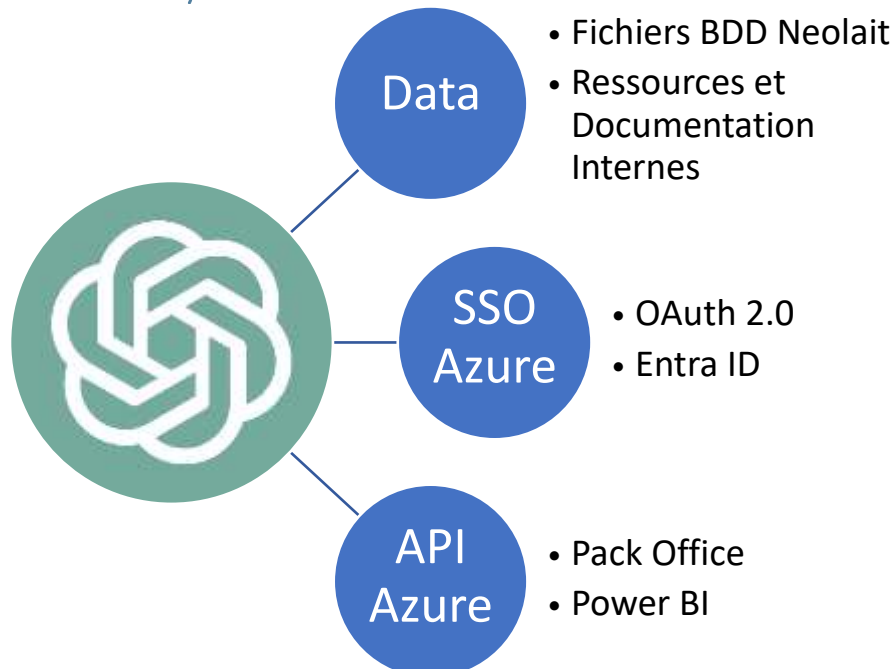 Data
• Fichiers BDD Neolait
• Ressources et
Documentation
Internes
SSO
Azure
• OAuth 2.0
• Entra ID
API
Azure
• Pack Office
• Power BI